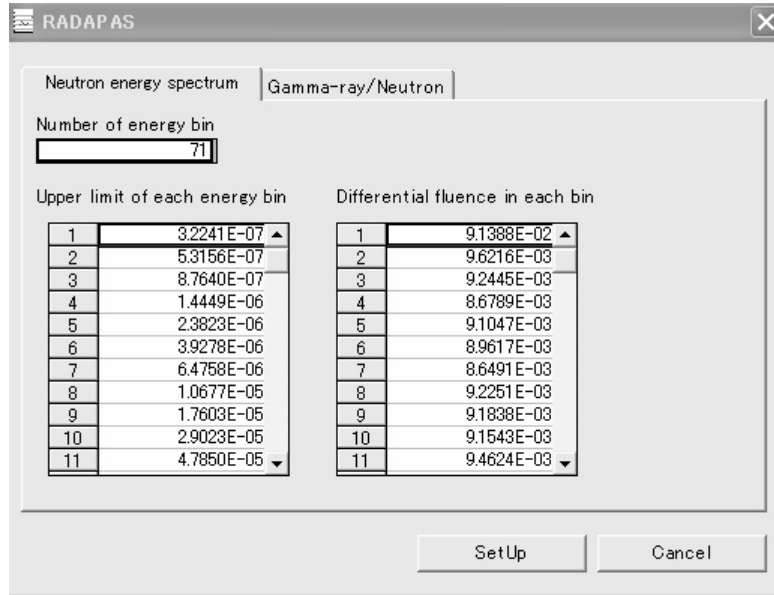 RADAPAS
Neutron energy spectrum Gamma-ray/Neutron
Number of energy bin
71
Upper limit of each energy bin Differential fluence in each bin
1 3.2241E-07 1 9.1388E-02
2 5.3156E-07 2 9.6216E-03
3 8.7640E-07 3 9.2445E-03
4 1.4449E-06 4 8.6789E-03
5 2.3823E-06 5 9.1047E-03
6 3.9278E-06 6 8.9617E-03
7 6.4758E-06 7 8.6491E-03
8 1.0677E-05 8 9.2251E-03
9 1.7603E-05 9 9.1838E-03
10 2.9023E-05 10 9.1543E-03
11 4.7850E-05 11 9.4624E-03
SetUp Cancel